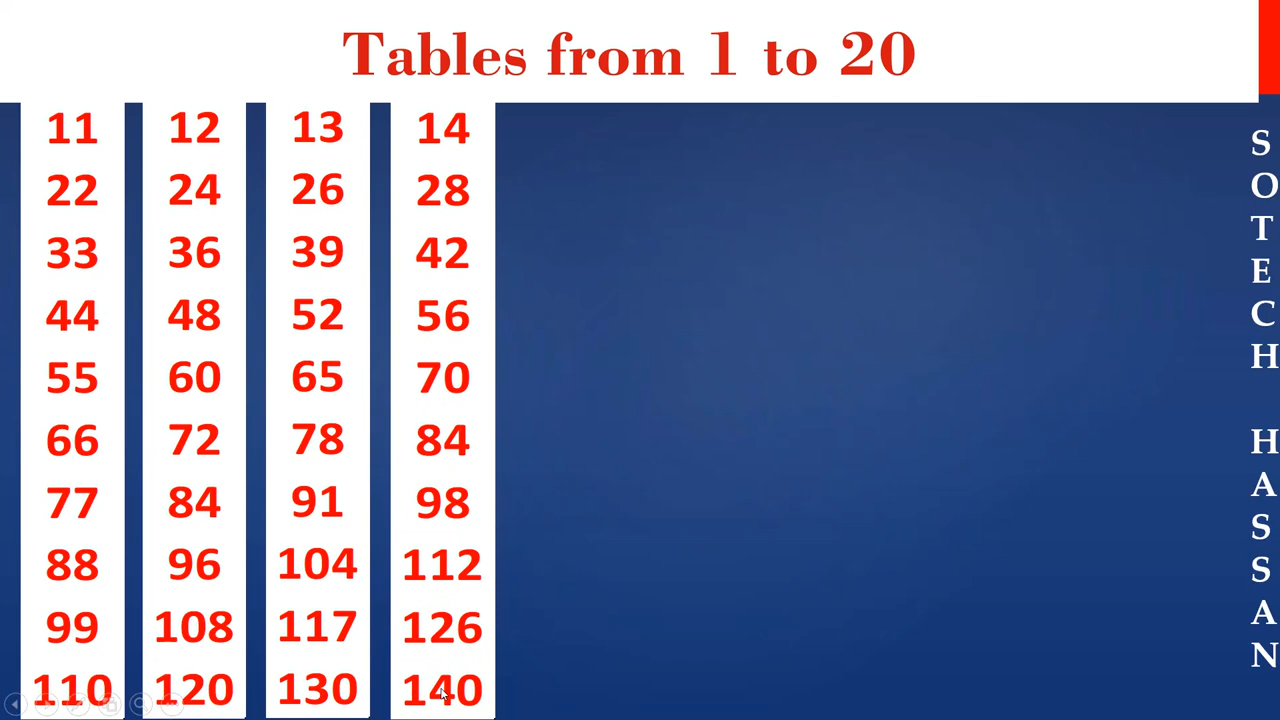 Tables from 1 to 20
11 12 13 14
22 24 26 28
33 36 39 42
44 48 52 56
55 60 65 70
66 72 78 84
77 84 91 98
88 96 104 112
99 108 117 126
110 120 130 140
SOTECH HASSAN